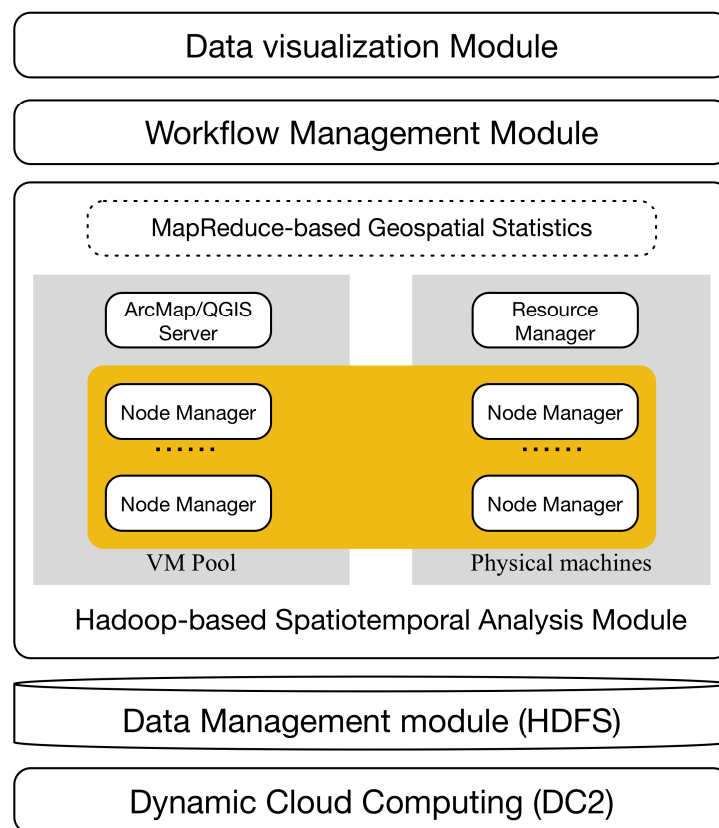 Data visualization Module
Workflow Management Module
MapReduce-based Geospatial Statistics
ArcMap/QGIS
Server
Resource
Manager
Node Manager
Node Manager
......
......
Node Manager
Node Manager
VM Pool
Physical machines
Hadoop-based Spatiotemporal Analysis Module
Data Management module (HDFS)
Dynamic Cloud Computing (DC2)